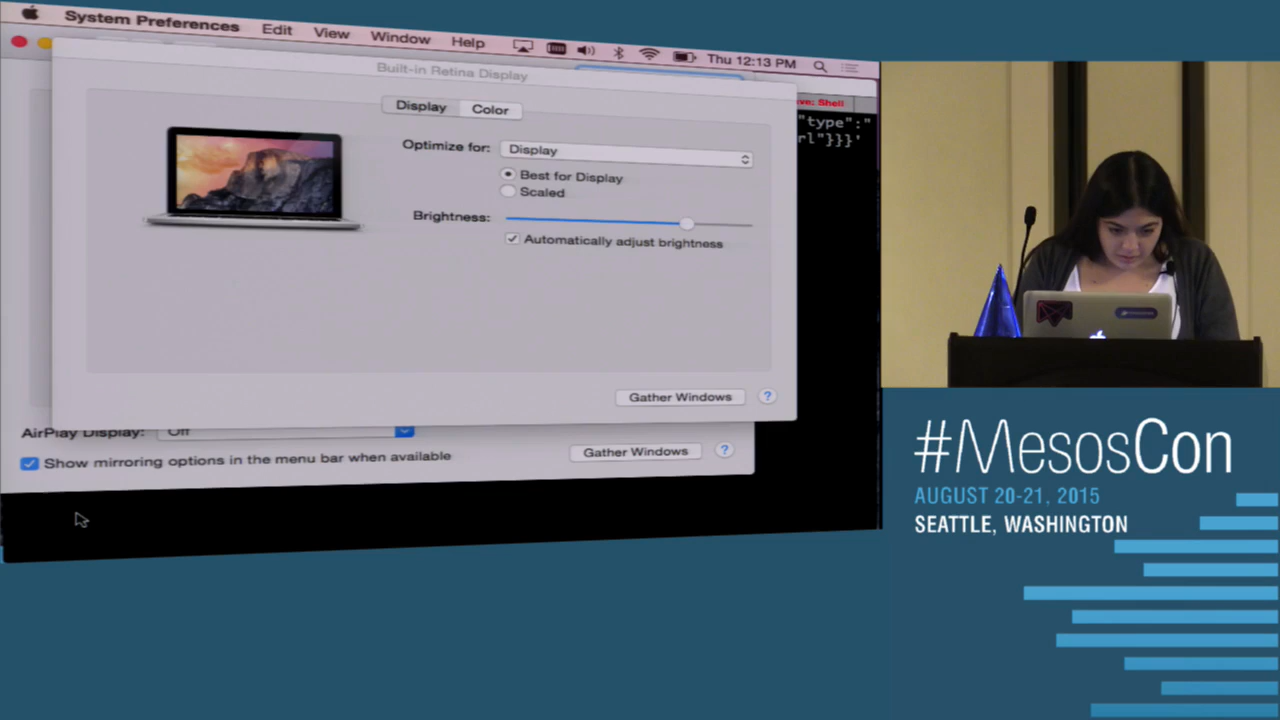 System Preferences Edit View Window Help Thu 12:13 PM
Built-in Retina Display
Display Color
Optimize for: Display
Best for Display
Scaled
Brightness:
Automatically adjust brightness
Gather Windows ?
AirPlay Display: Off
Show mirroring options in the menu bar when available
Gather Windows ?
ve: Shell
"type":"
rl"}}}'
#MesosCon
AUGUST 20-21, 2015
SEATTLE, WASHINGTON